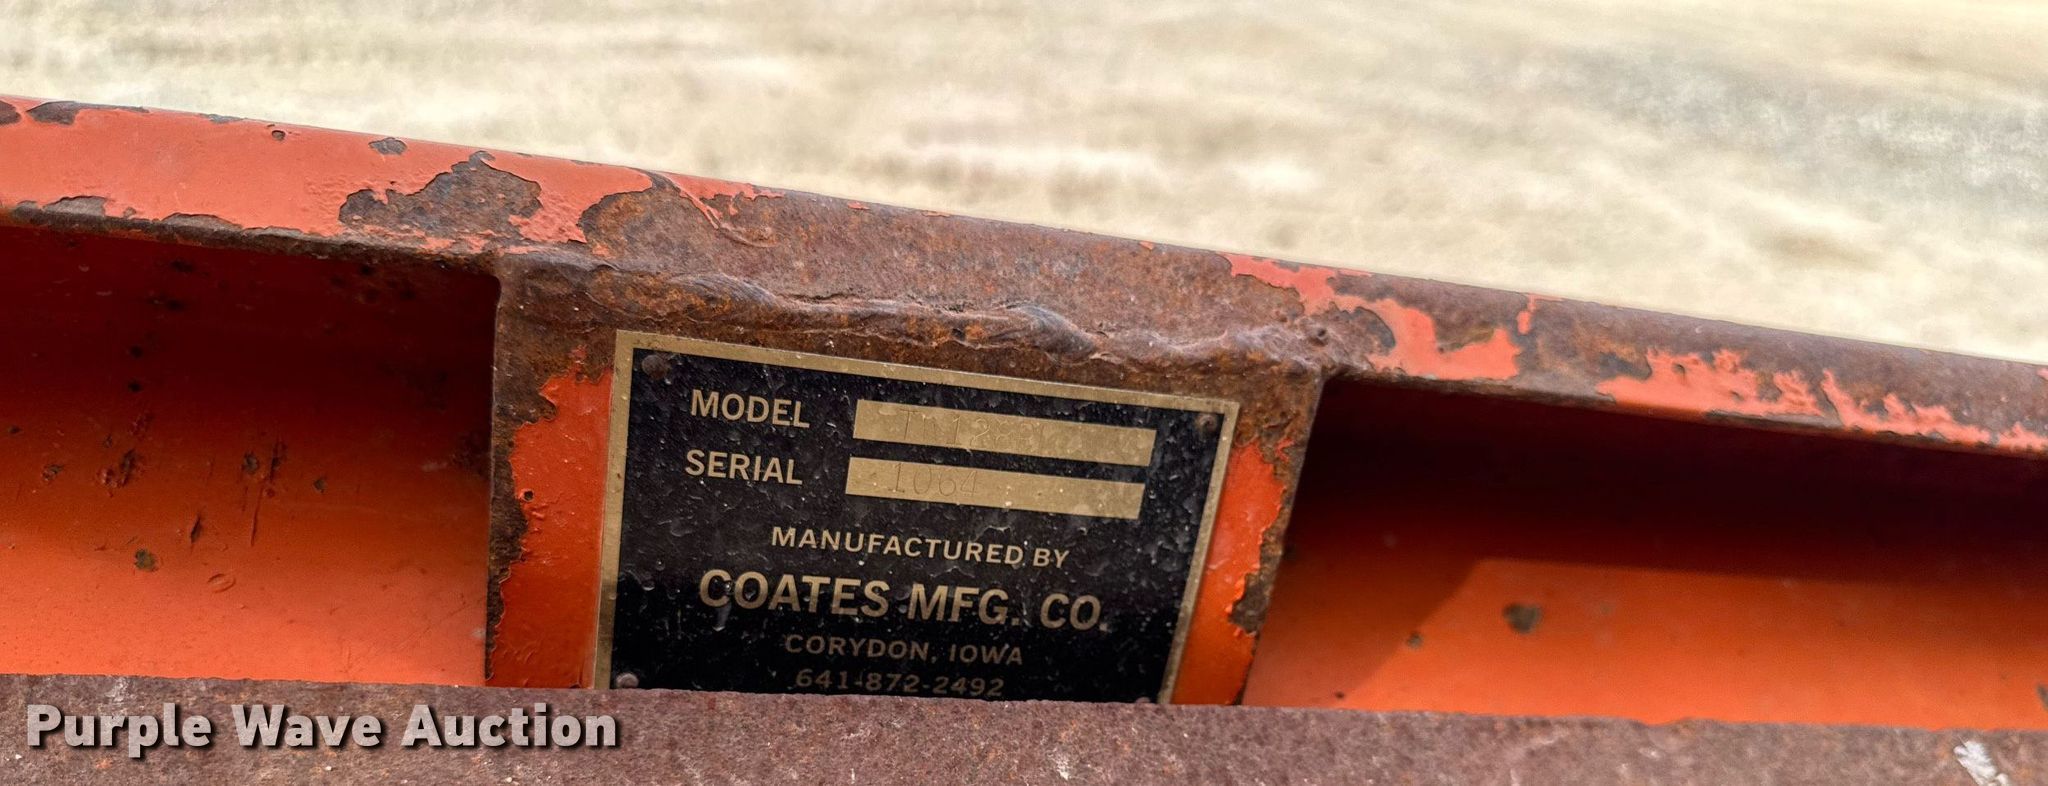 MODEL
SERIAL 1064
MANUFACTURED BY
COATES MFG. CO.
CORYDON, IOWA
641-872-2492
Purple Wave Auction